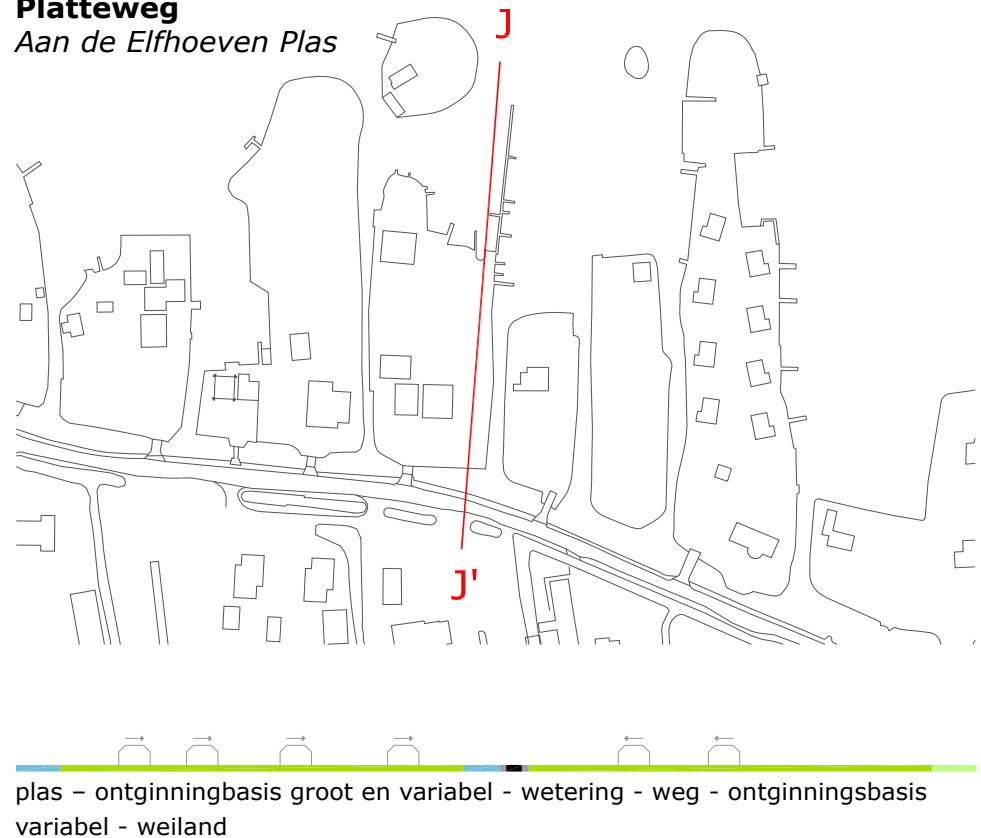 Platteweg
Aan de Elfhoeven Plas
J
J'
plas – ontginningbasis groot en variabel - wetering - weg - ontginningsbasis
variabel - weiland